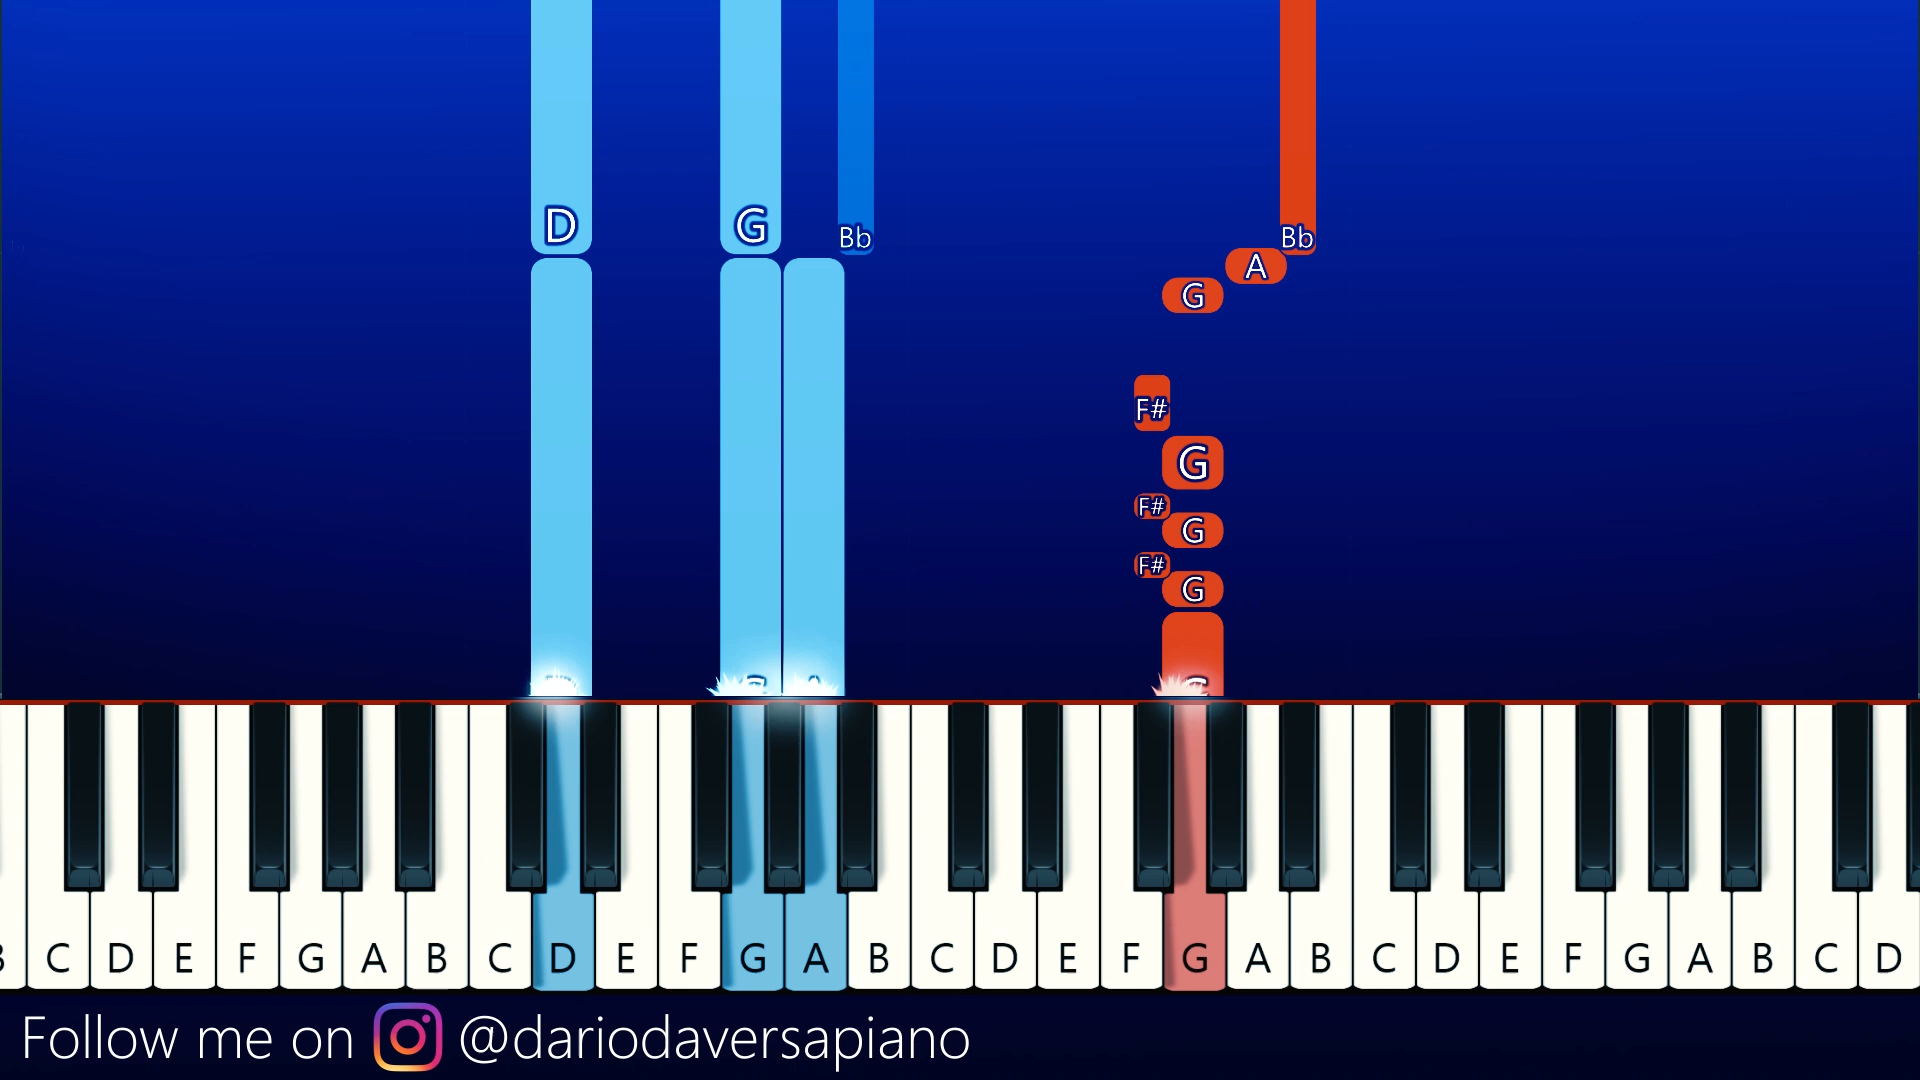 D G Bb Bb
A
G
F#
G
F#
G
F#
G
B C D E F G A B C D E F G A B C D E F G A B C D E F G A B C D
Follow me on @dariodaversapiano